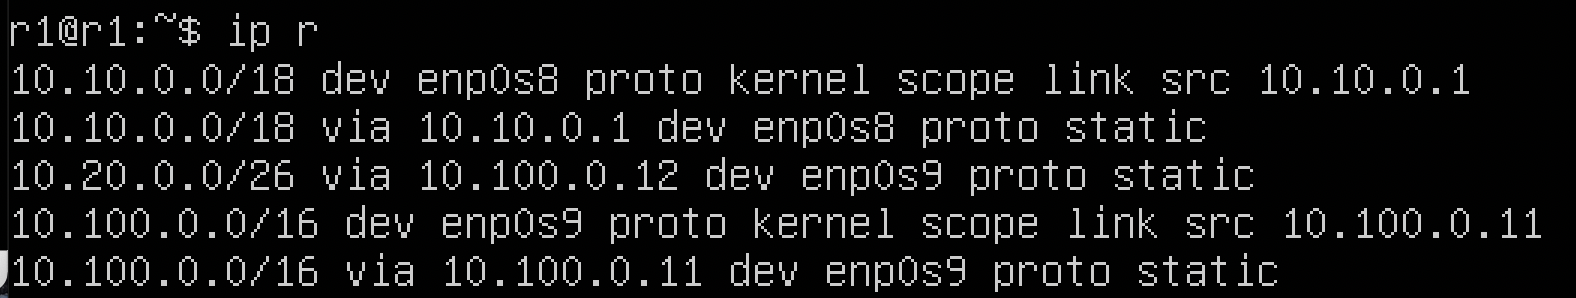 r1@r1:~$ ip r
10.10.0.0/18 dev enp0s8 proto kernel scope link src 10.10.0.1
10.10.0.0/18 via 10.10.0.1 dev enp0s8 proto static
10.20.0.0/26 via 10.100.0.12 dev enp0s9 proto static
10.100.0.0/16 dev enp0s9 proto kernel scope link src 10.100.0.11
10.100.0.0/16 via 10.100.0.11 dev enp0s9 proto static